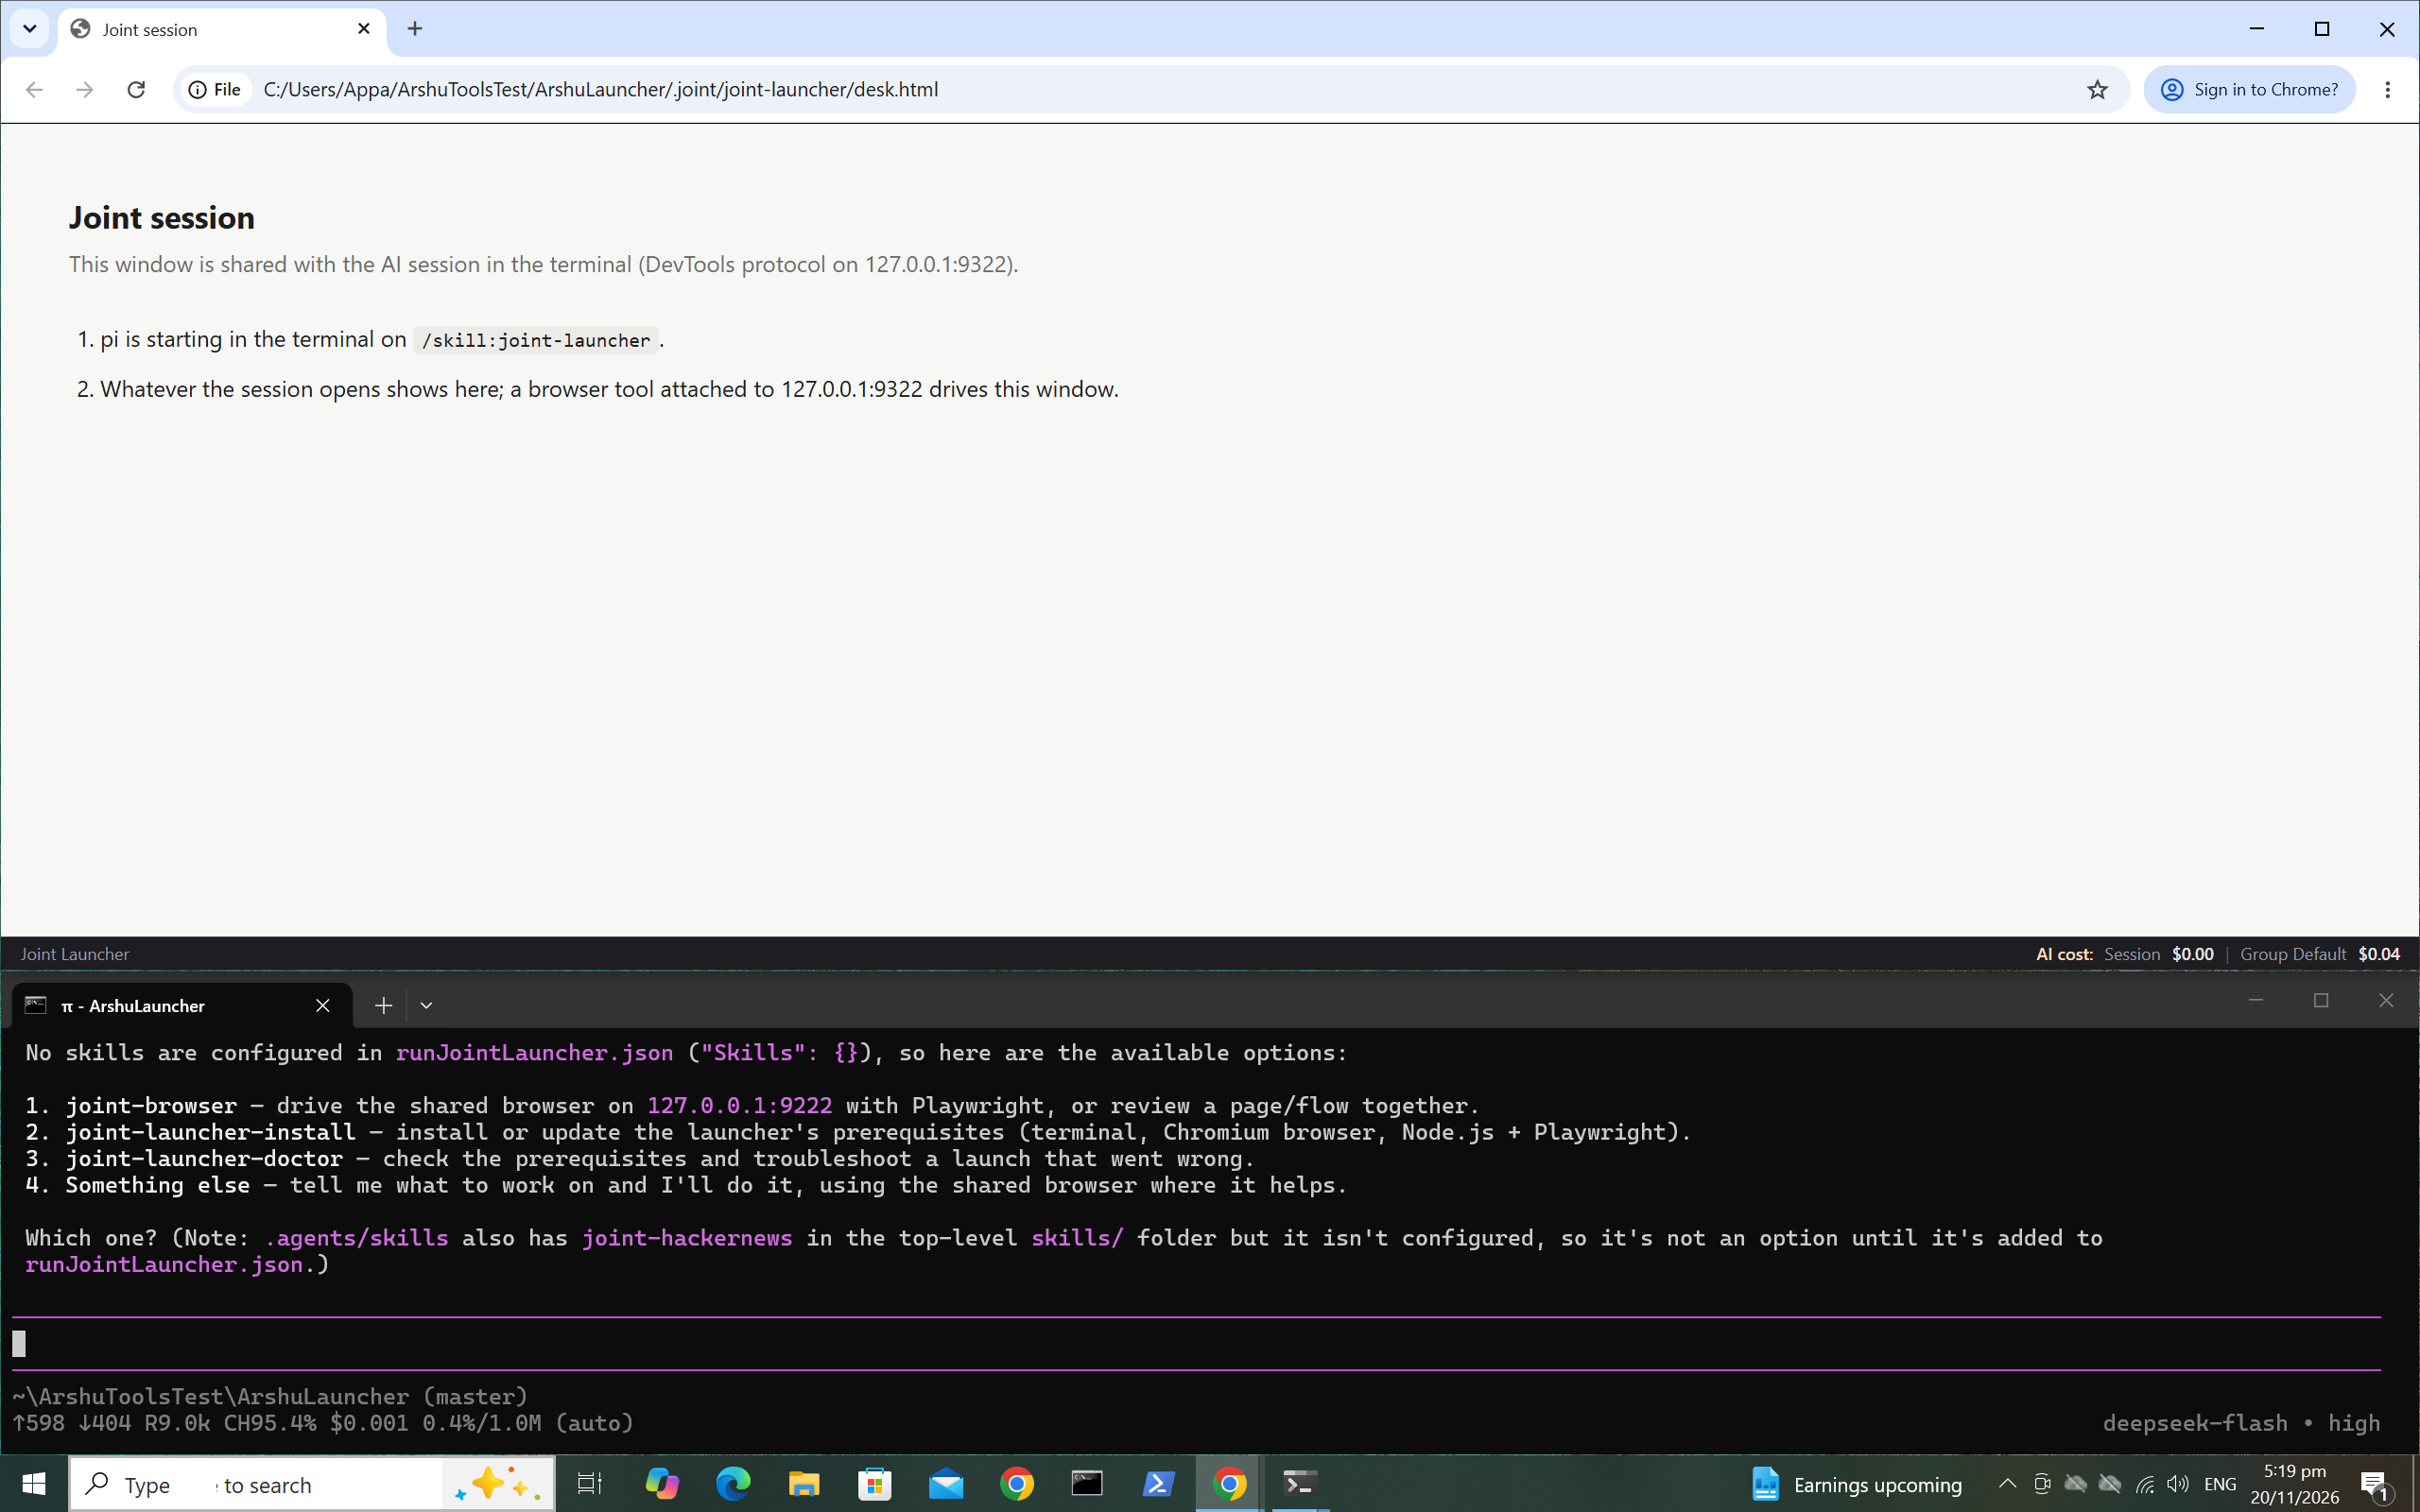 Joint session
File C:/Users/Appa/ArshuToolsTest/ArshuLauncher/.joint/joint-launcher/desk.html Sign in to Chrome?
Joint session
This window is shared with the AI session in the terminal (DevTools protocol on 127.0.0.1:9322).
1. pi is starting in the terminal on /skill:joint-launcher .
2. Whatever the session opens shows here; a browser tool attached to 127.0.0.1:9322 drives this window.
Joint Launcher AI cost: Session $0.00 | Group Default $0.04
π - ArshuLauncher
No skills are configured in runJointLauncher.json ("Skills": {}), so here are the available options:
1. joint-browser — drive the shared browser on 127.0.0.1:9222 with Playwright, or review a page/flow together.
2. joint-launcher-install — install or update the launcher's prerequisites (terminal, Chromium browser, Node.js + Playwright).
3. joint-launcher-doctor — check the prerequisites and troubleshoot a launch that went wrong.
4. Something else — tell me what to work on and I'll do it, using the shared browser where it helps.
Which one? (Note: .agents/skills also has joint-hackernews in the top-level skills/ folder but it isn't configured, so it's not an option until it's added to
runJointLauncher.json.)
~\ArshuToolsTest\ArshuLauncher (master)
↑598 ↓404 R9.0k CH95.4% $0.001 0.4%/1.0M (auto) deepseek-flash • high
Type to search Earnings upcoming ENG 5:19 pm
20/11/2026 1